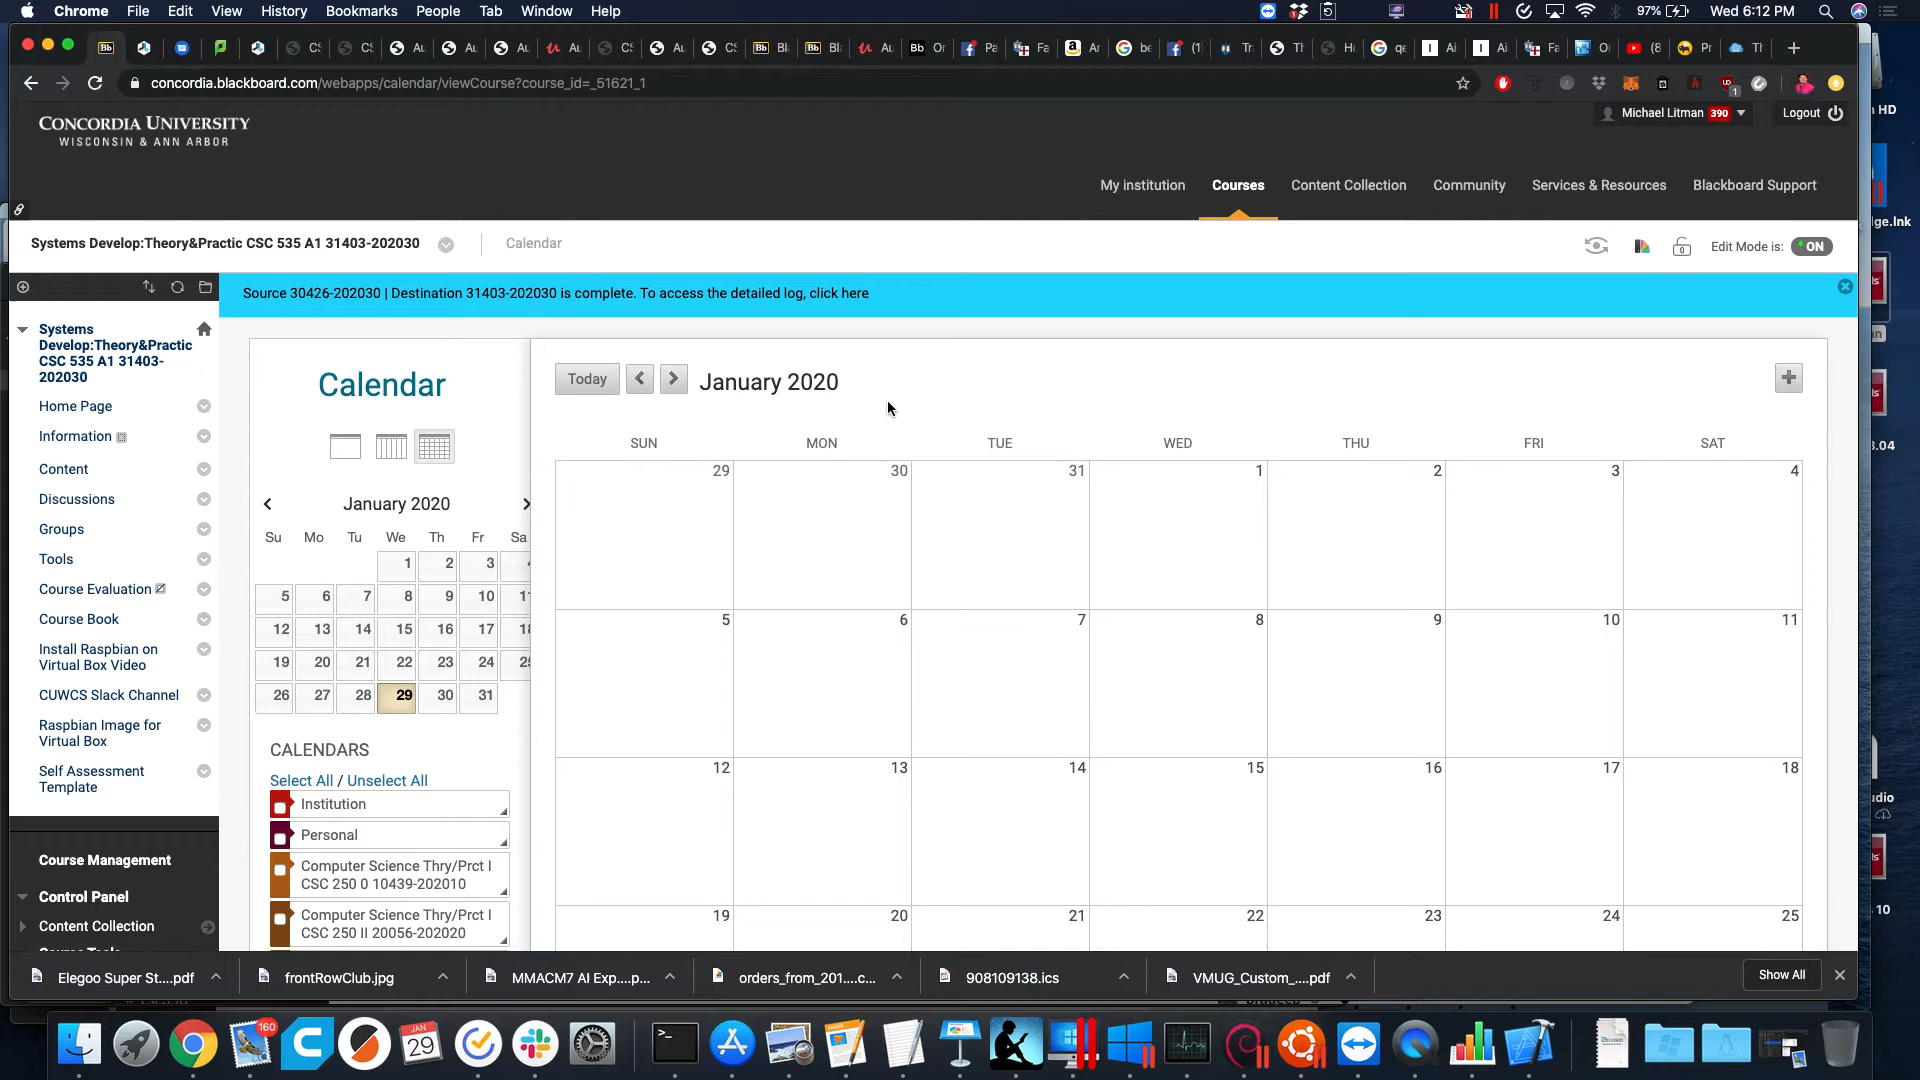 Chrome File Edit View History Bookmarks People Tab Window Help 97% Wed 6:12 PM
concordia.blackboard.com/webapps/calendar/viewCourse?course_id=_51621_1
CONCORDIA UNIVERSITY
WISCONSIN & ANN ARBOR
Michael Litman 390 Logout
My institution Courses Content Collection Community Services & Resources Blackboard Support
Systems Develop:Theory&Practic CSC 535 A1 31403-202030 Calendar Edit Mode is: ON
Source 30426-202030 | Destination 31403-202030 is complete. To access the detailed log, click here
Systems
Develop:Theory&Practic
CSC 535 A1 31403-
202030
Home Page
Information
Content
Discussions
Groups
Tools
Course Evaluation
Course Book
Install Raspbian on
Virtual Box Video
CUWCS Slack Channel
Raspbian Image for
Virtual Box
Self Assessment
Template
Course Management
Control Panel
Content Collection
Calendar
January 2020
Su Mo Tu We Th Fr Sa
1 2 3
5 6 7 8 9 10
12 13 14 15 16 17
19 20 21 22 23 24
26 27 28 29 30 31
CALENDARS
Select All / Unselect All
Institution
Personal
Computer Science Thry/Prct I
CSC 250 0 10439-202010
Computer Science Thry/Prct I
CSC 250 II 20056-202020
Today January 2020
SUN MON TUE WED THU FRI SAT
29 30 31 1 2 3 4
5 6 7 8 9 10 11
12 13 14 15 16 17 18
19 20 21 22 23 24 25
Elegoo Super St....pdf frontRowClub.jpg MMACM7 AI Exp....p... orders_from_201....c... 908109138.ics VMUG_Custom_....pdf Show All
160 JAN 29